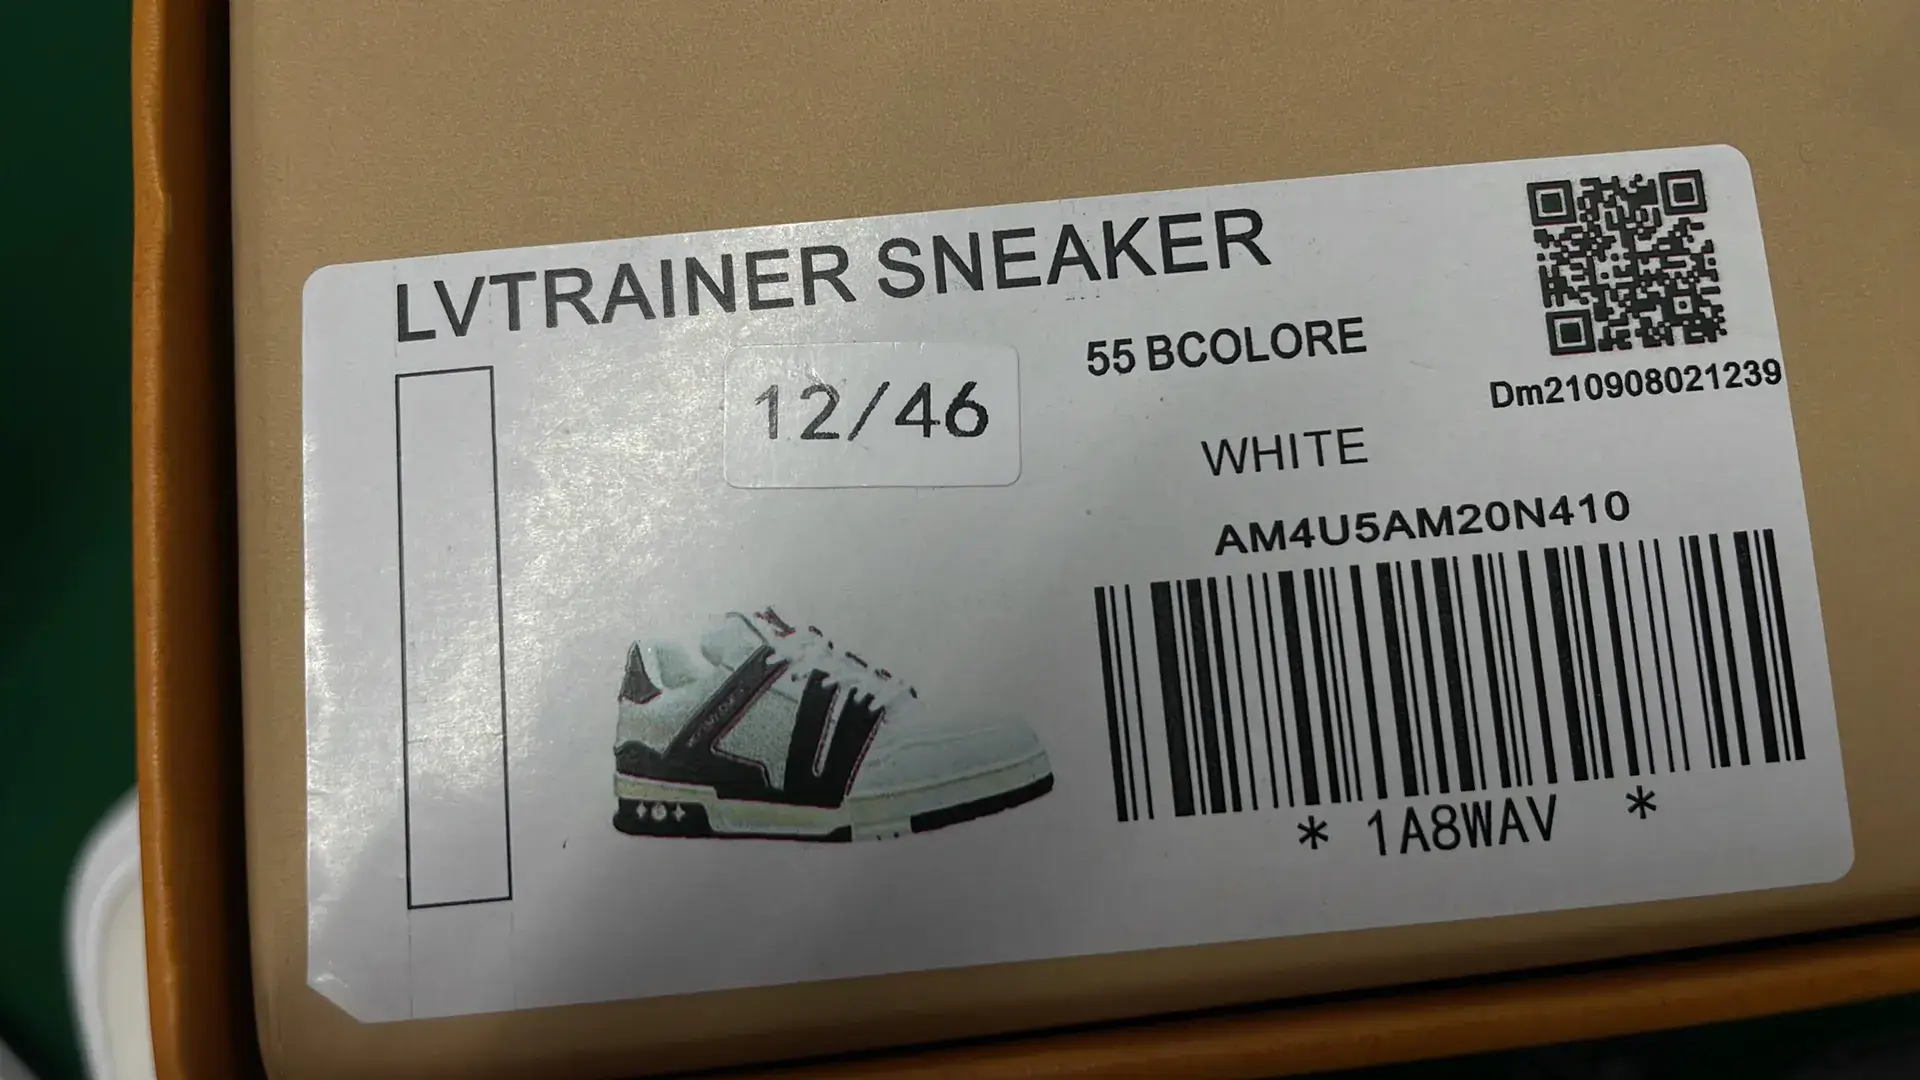 LVTRAINER SNEAKER
12/46
55 BCOLORE
Dm210908021239
WHITE
AM4U5AM20N410
* 1A8WAV *